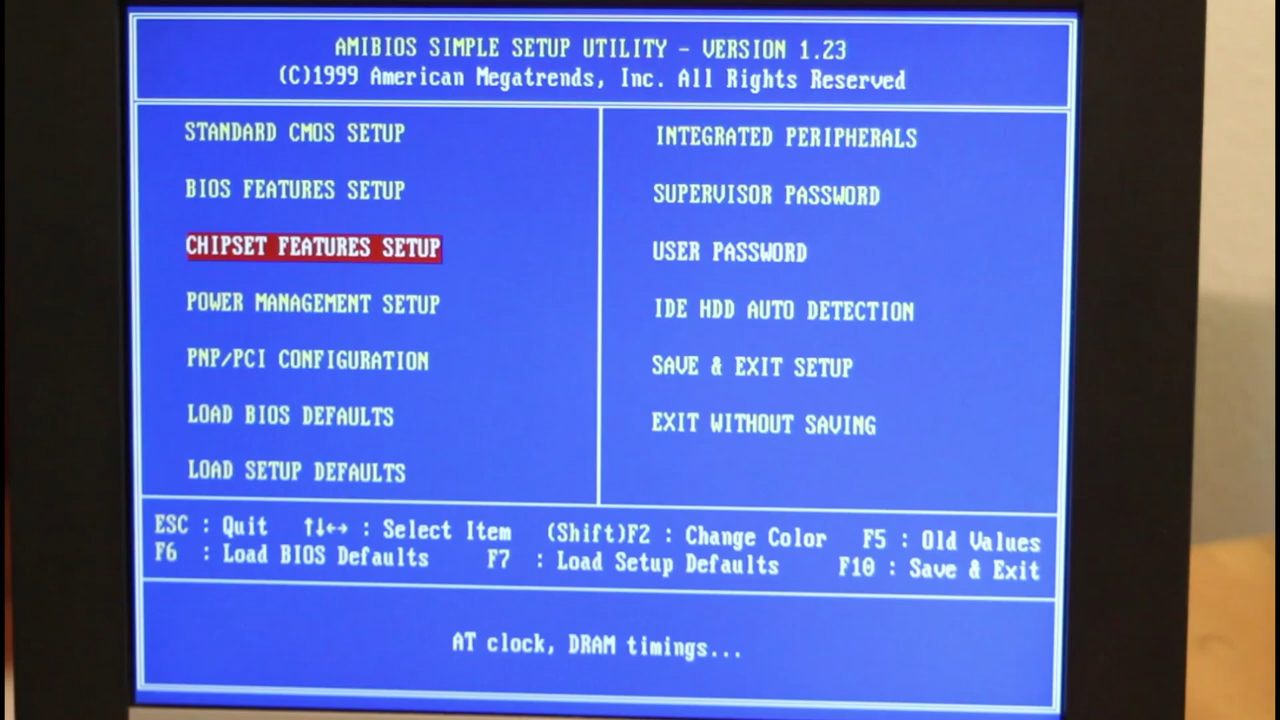 AMIBIOS SIMPLE SETUP UTILITY - VERSION 1.23
(C)1999 American Megatrends, Inc. All Rights Reserved
STANDARD CMOS SETUP
BIOS FEATURES SETUP
CHIPSET FEATURES SETUP
POWER MANAGEMENT SETUP
PNP/PCI CONFIGURATION
LOAD BIOS DEFAULTS
LOAD SETUP DEFAULTS
INTEGRATED PERIPHERALS
SUPERVISOR PASSWORD
USER PASSWORD
IDE HDD AUTO DETECTION
SAVE & EXIT SETUP
EXIT WITHOUT SAVING
ESC : Quit ↑↓←→ : Select Item (Shift)F2 : Change Color F5 : Old Values
F6 : Load BIOS Defaults F7 : Load Setup Defaults F10 : Save & Exit
AT clock, DRAM timings...